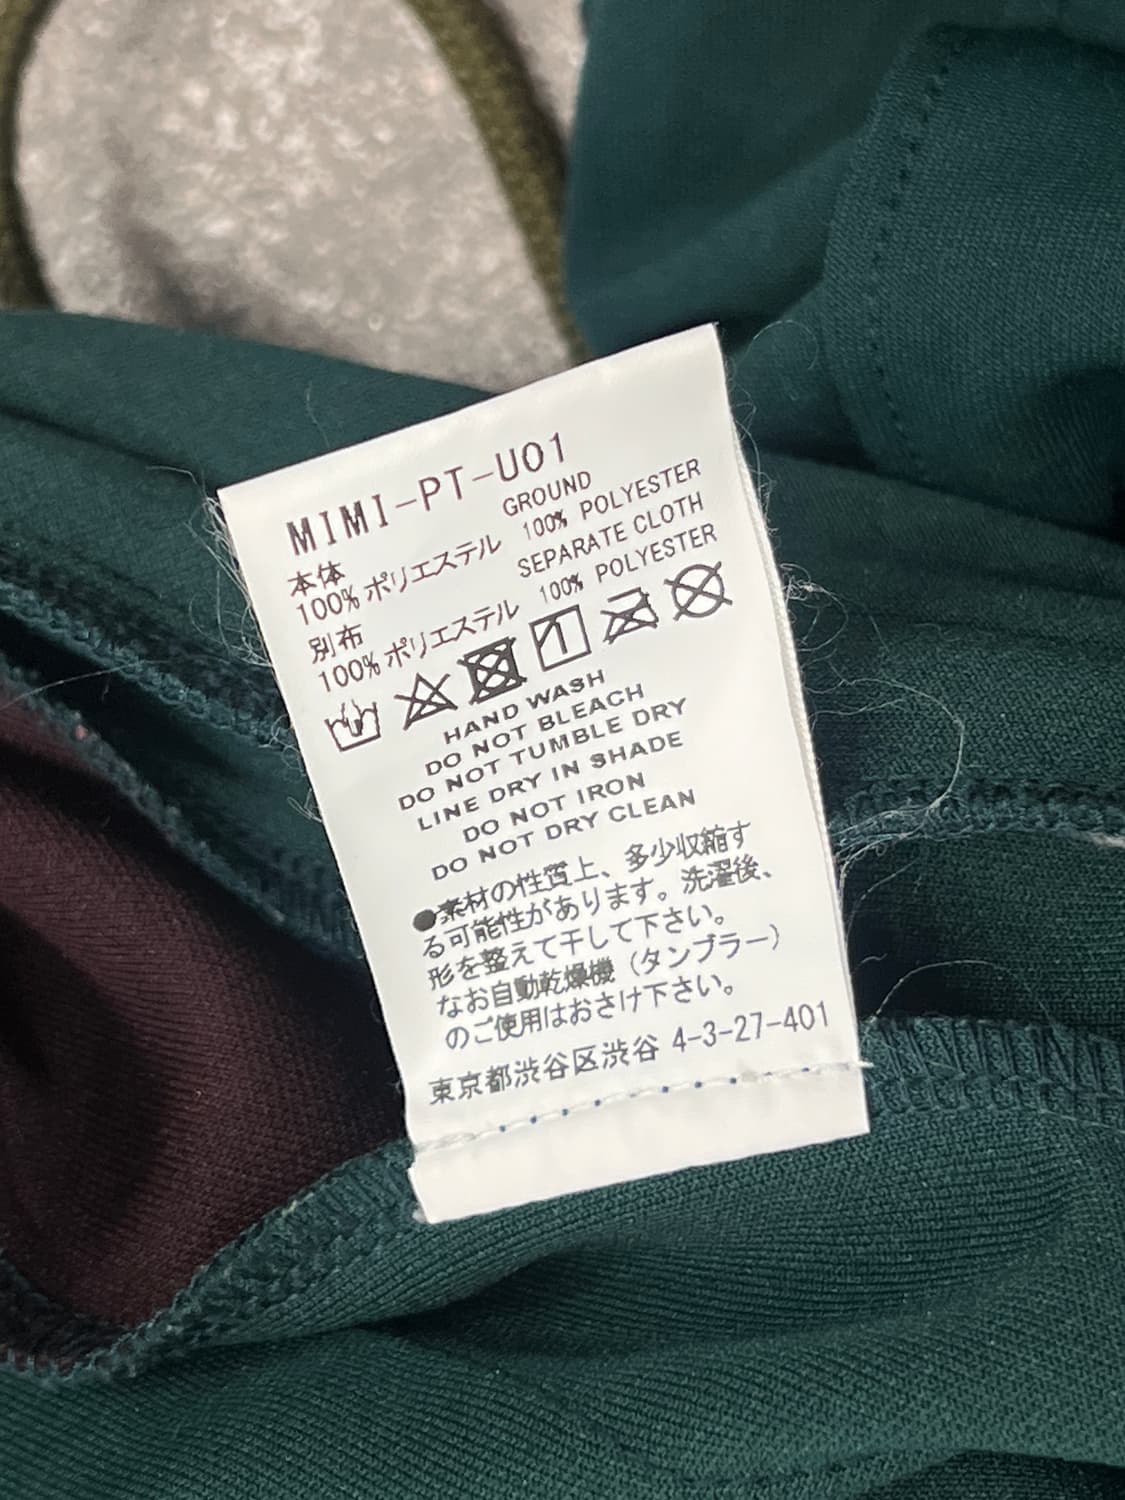 MIMI-PT-U01
本体
GROUND
100% ポリエステル
100% POLYESTER
別布
SEPARATE CLOTH
100% ポリエステル
100% POLYESTER
HAND WASH
DO NOT BLEACH
DO NOT TUMBLE DRY
LINE DRY IN SHADE
DO NOT IRON
DO NOT DRY CLEAN
●素材の性質上、多少収縮す
る可能性があります。洗濯後、
形を整えて干して下さい。
なお自動乾燥機（タンブラー）
のご使用はおさけ下さい。
東京都渋谷区渋谷 4-3-27-401